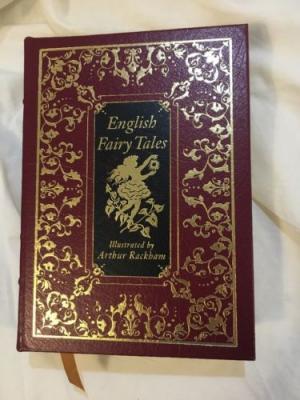 English
Fairy Tales
Illustrated by
Arthur Rackham